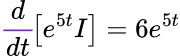 d/dt[e^{5t}I] = 6e^{5t}